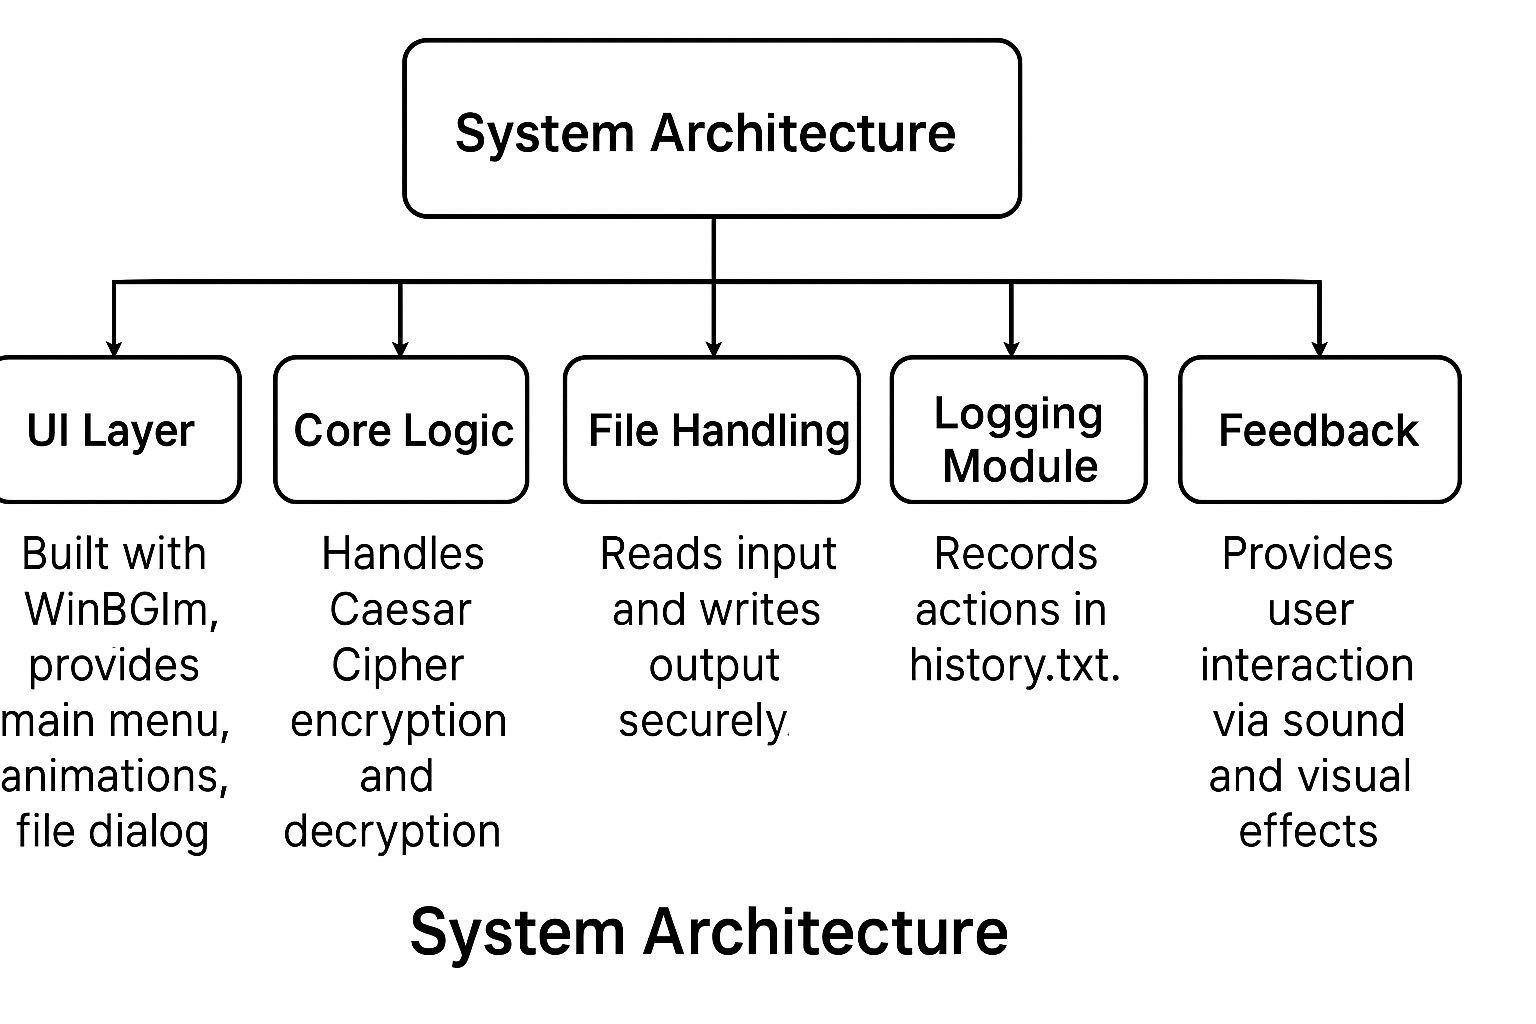 System Architecture
UI Layer
Core Logic
File Handling
Logging
Module
Feedback
Built with
WinBGIm,
provides
main menu,
animations,
file dialog
Handles
Caesar
Cipher
encryption
and
decryption
Reads input
and writes
output
securely.
Records
actions in
history.txt.
Provides
user
interaction
via sound
and visual
effects
System Architecture